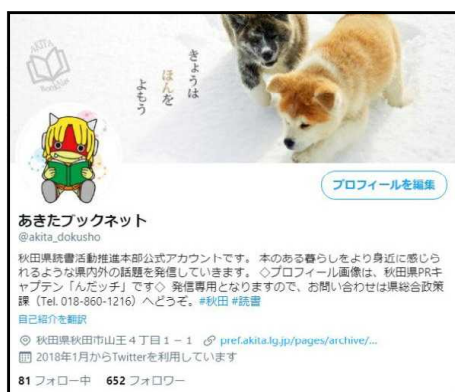 AKITA
BookNet
きょうは
ほんを
よもう
プロフィールを編集
あきたブックネット
@akita_dokusho
秋田県読書活動推進本部公式アカウントです。 本のある暮らしをより身近に感じら
れるような県内外の話題を発信していきます。 ◇プロフィール画像は、秋田県PRキ
ャプテン「んだッチ」です◇ 発信専用となりますので、お問い合わせは県総合政策
課（Tel. 018-860-1216）へどうぞ。#秋田 #読書
自己紹介を翻訳
秋田県秋田市山王４丁目１－１ pref.akita.lg.jp/pages/archive/...
2018年1月からTwitterを利用しています
81 フォロー中 652 フォロワー